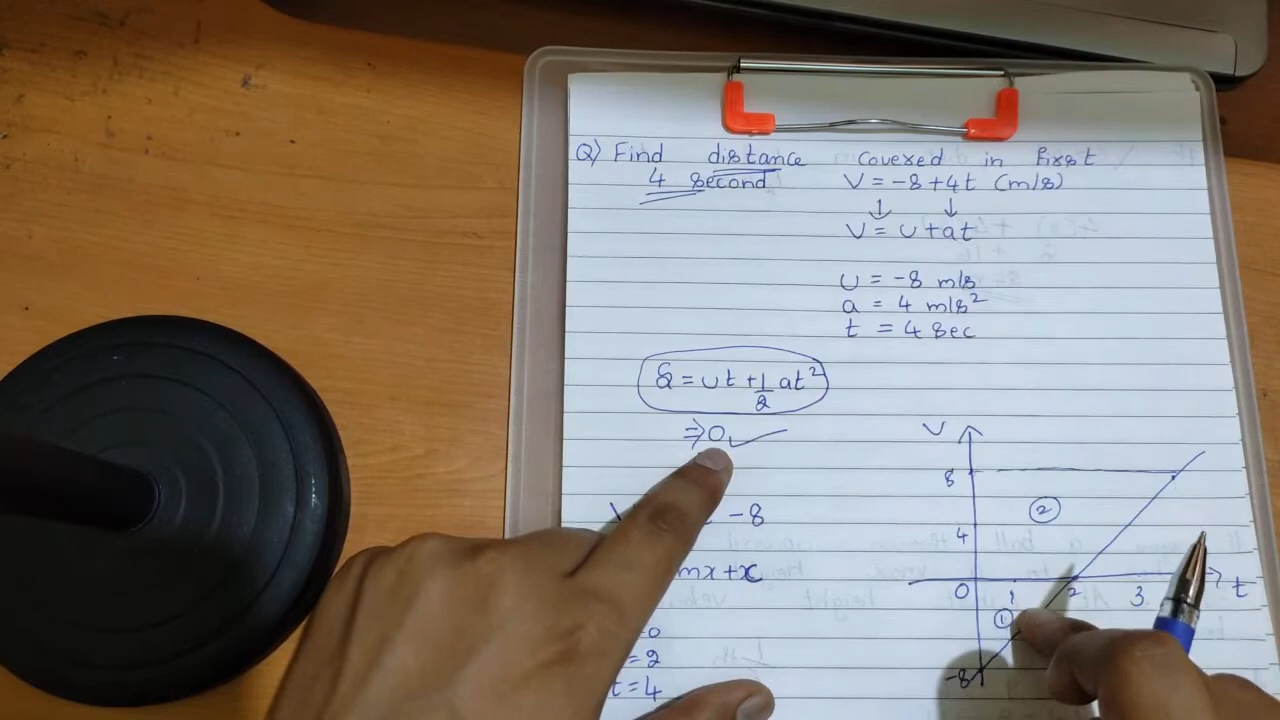 Q) Find distance covered in first
4 second V = -8 + 4t (m/s)
↓ ↓
V = u + at
u = -8 m/s
a = 4 m/s²
t = 4 sec
S = ut + 1/2 at²
⇒ 0 ✓
V
8
②
4
0 1 2 3 t
①
-8
- 8
mx + c
0
= 2
t = 4